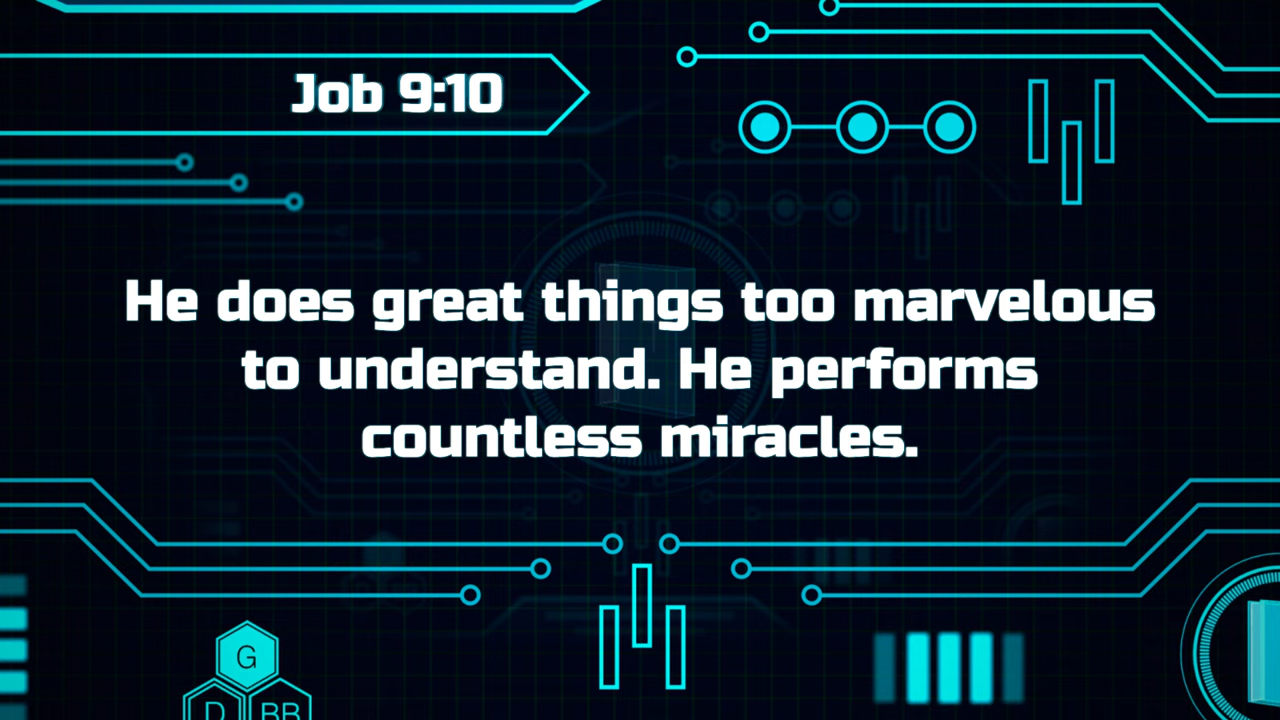 Job 9:10
He does great things too marvelous
to understand. He performs
countless miracles.
G
D BB